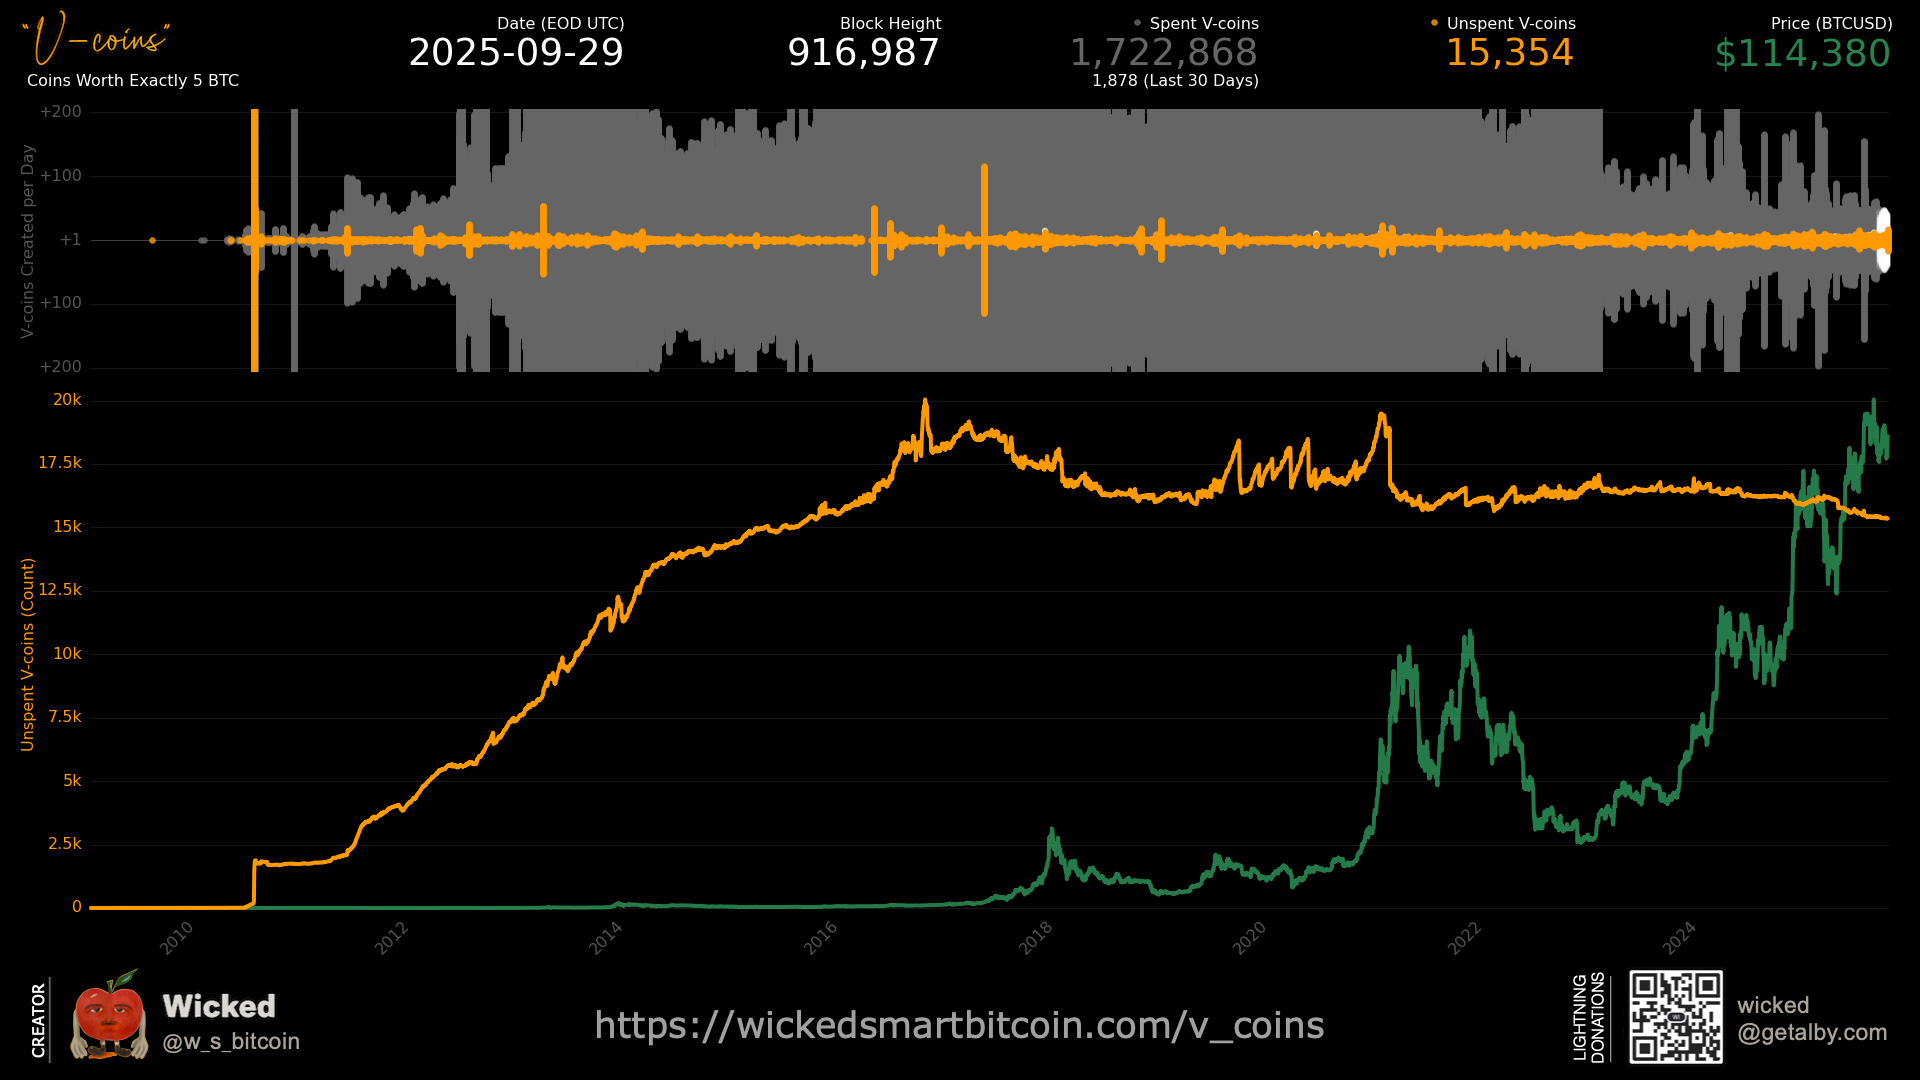 "V-coins"
Coins Worth Exactly 5 BTC
Date (EOD UTC)
2025-09-29
Block Height
916,987
Spent V-coins
1,722,868
1,878 (Last 30 Days)
Unspent V-coins
15,354
Price (BTCUSD)
$114,380
V-coins Created per Day
+200
+100
+1
+100
+200
Unspent V-coins (Count)
20k
17.5k
15k
12.5k
10k
7.5k
5k
2.5k
0
2010
2012
2014
2016
2018
2020
2022
2024
CREATOR
Wicked
@w_s_bitcoin
https://wickedsmartbitcoin.com/v_coins
LIGHTNING
DONATIONS
wicked
@getalby.com